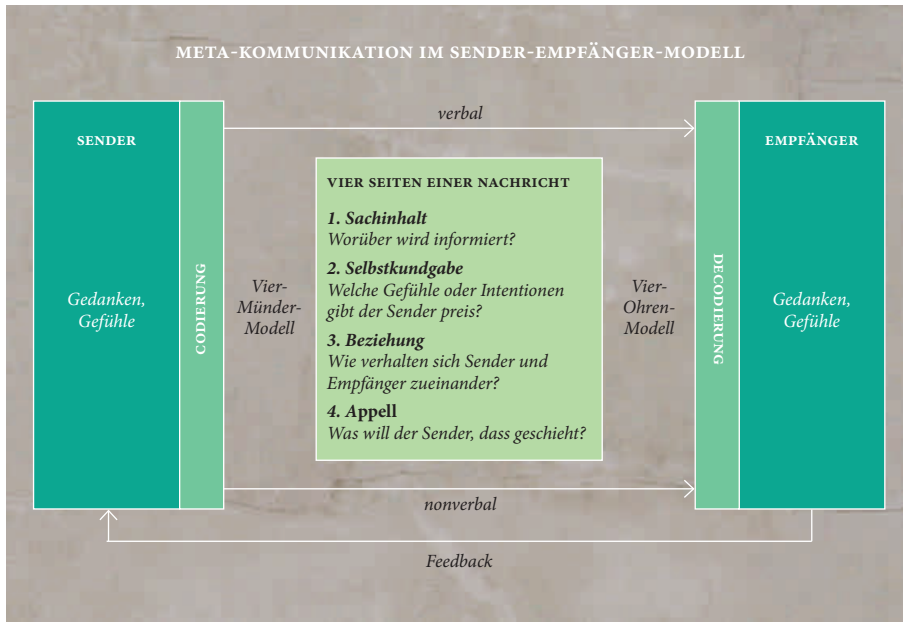 META-KOMMUNIKATION IM SENDER-EMPFÄNGER-MODELL
verbal
SENDER
Gedanken,
Gefühle
CODIERUNG
Vier-
Münder-
Modell
VIER SEITEN EINER NACHRICHT
1. Sachinhalt
Worüber wird informiert?
2. Selbstkundgabe
Welche Gefühle oder Intentionen
gibt der Sender preis?
3. Beziehung
Wie verhalten sich Sender und
Empfänger zueinander?
4. Appell
Was will der Sender, dass geschieht?
Vier-
Ohren-
Modell
DECODIERUNG
EMPFÄNGER
Gedanken,
Gefühle
nonverbal
Feedback